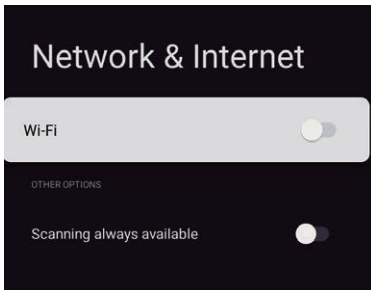 Network & Internet
Wi-Fi
OTHER OPTIONS
Scanning always available